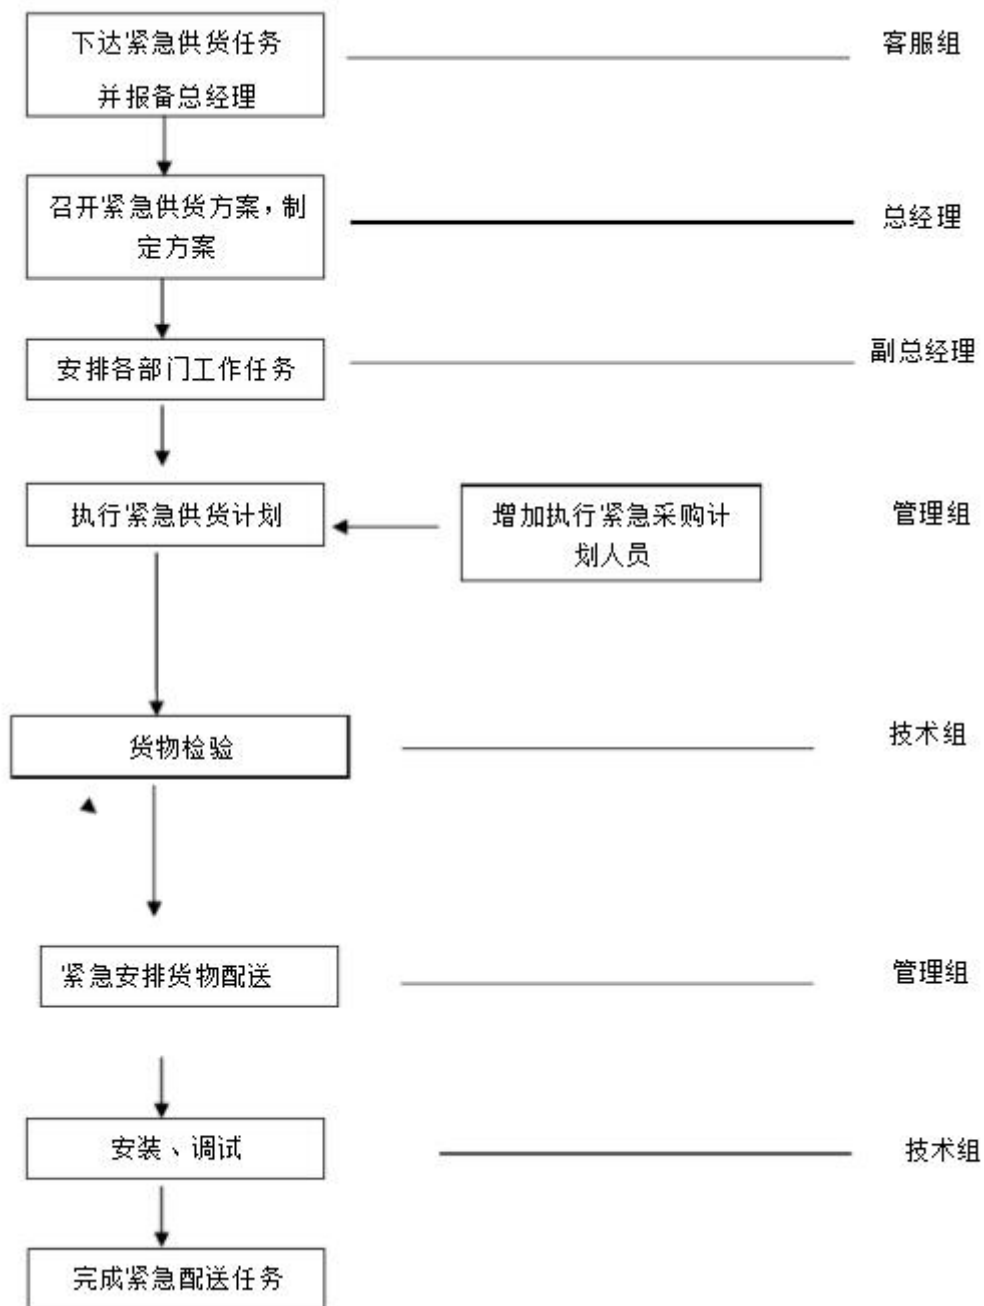 下达紧急供货任务
并报备总经理
客服组
召开紧急供货方案，制
定方案
总经理
安排各部门工作任务
副总经理
执行紧急供货计划
增加执行紧急采购计
划人员
管理组
货物检验
技术组
紧急安排货物配送
管理组
安装、调试
技术组
完成紧急配送任务